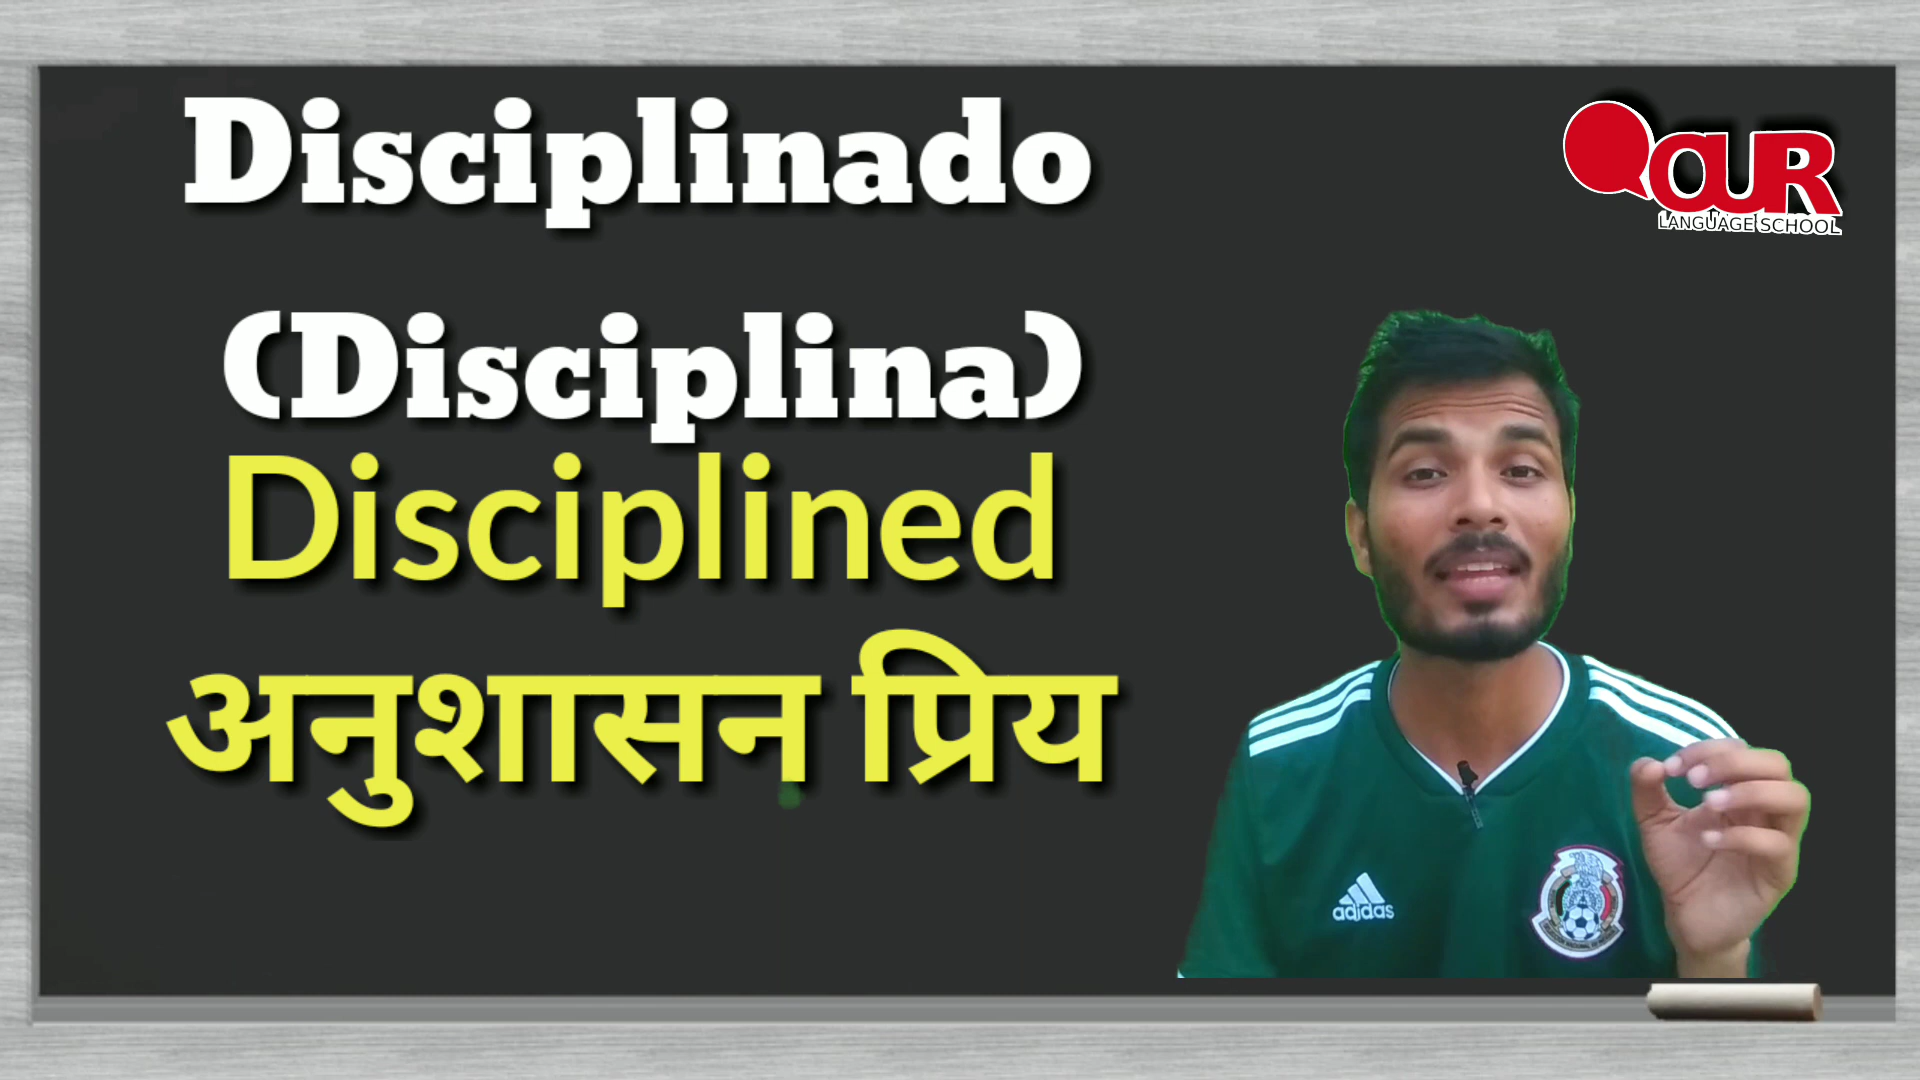 Disciplinado
(Disciplina)
Disciplined
अनुशासन प्रिय
OUR
LANGUAGE SCHOOL
adidas